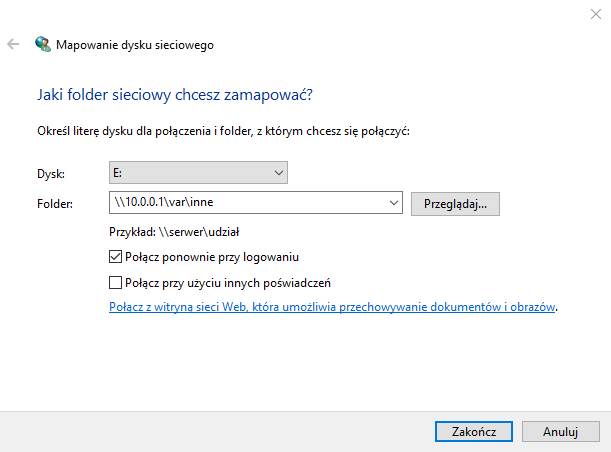 Mapowanie dysku sieciowego
Jaki folder sieciowy chcesz zamapować?
Określ literę dysku dla połączenia i folder, z którym chcesz się połączyć:
Dysk: E:
Folder: \\10.0.0.1\var\inne Przeglądaj...
Przykład: \\serwer\udział
Połącz ponownie przy logowaniu
Połącz przy użyciu innych poświadczeń
Połącz z witryną sieci Web, która umożliwia przechowywanie dokumentów i obrazów.
Zakończ Anuluj